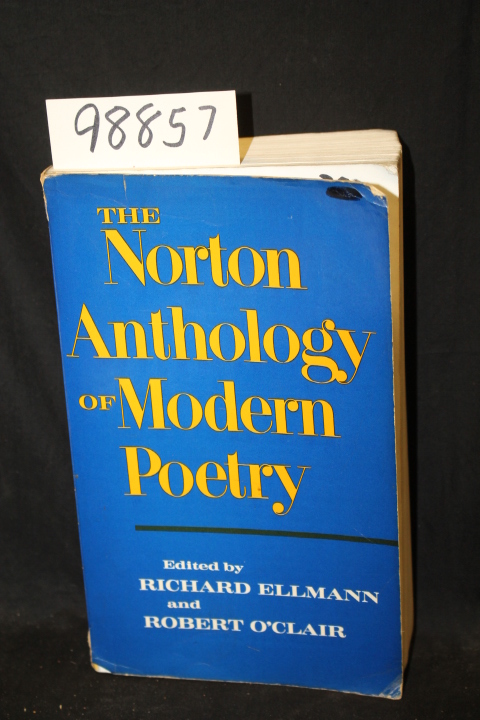 98857
THE
Norton
Anthology
OF Modern
Poetry
Edited by
RICHARD ELLMANN
and
ROBERT O'CLAIR